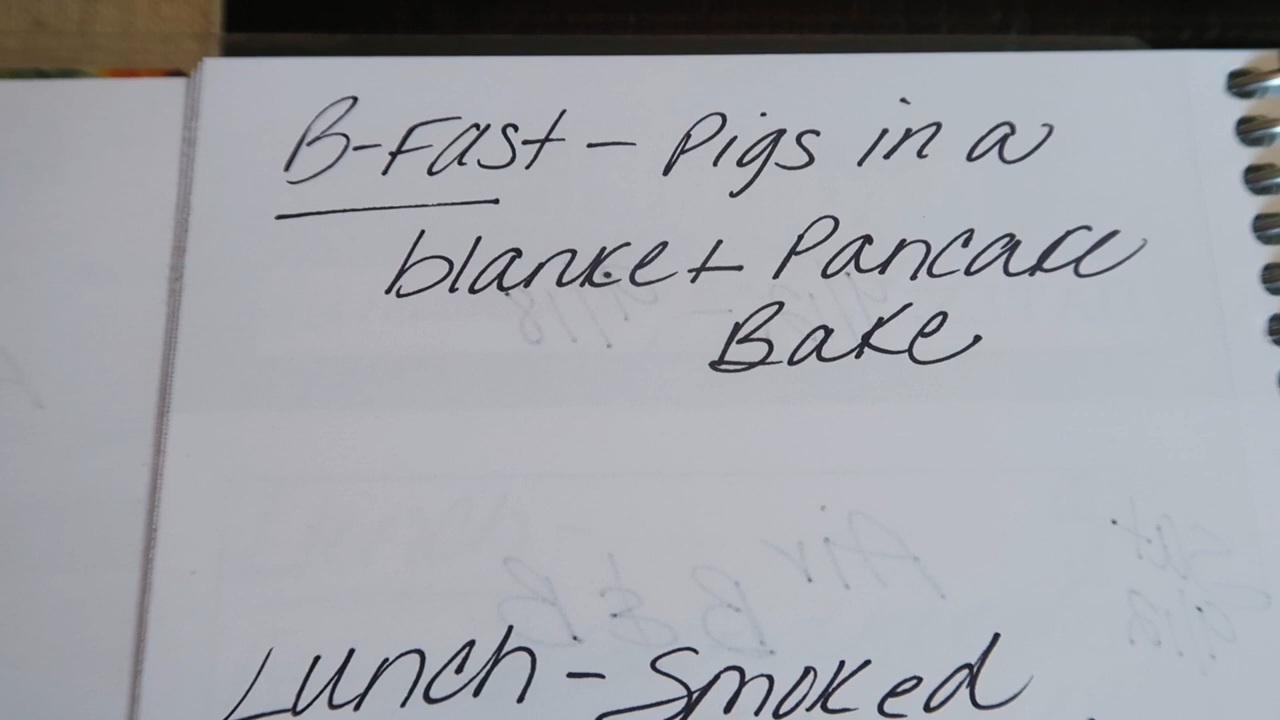 B-Fast - Pigs in a
blanket Pancake
Bake
Lunch - Smoked